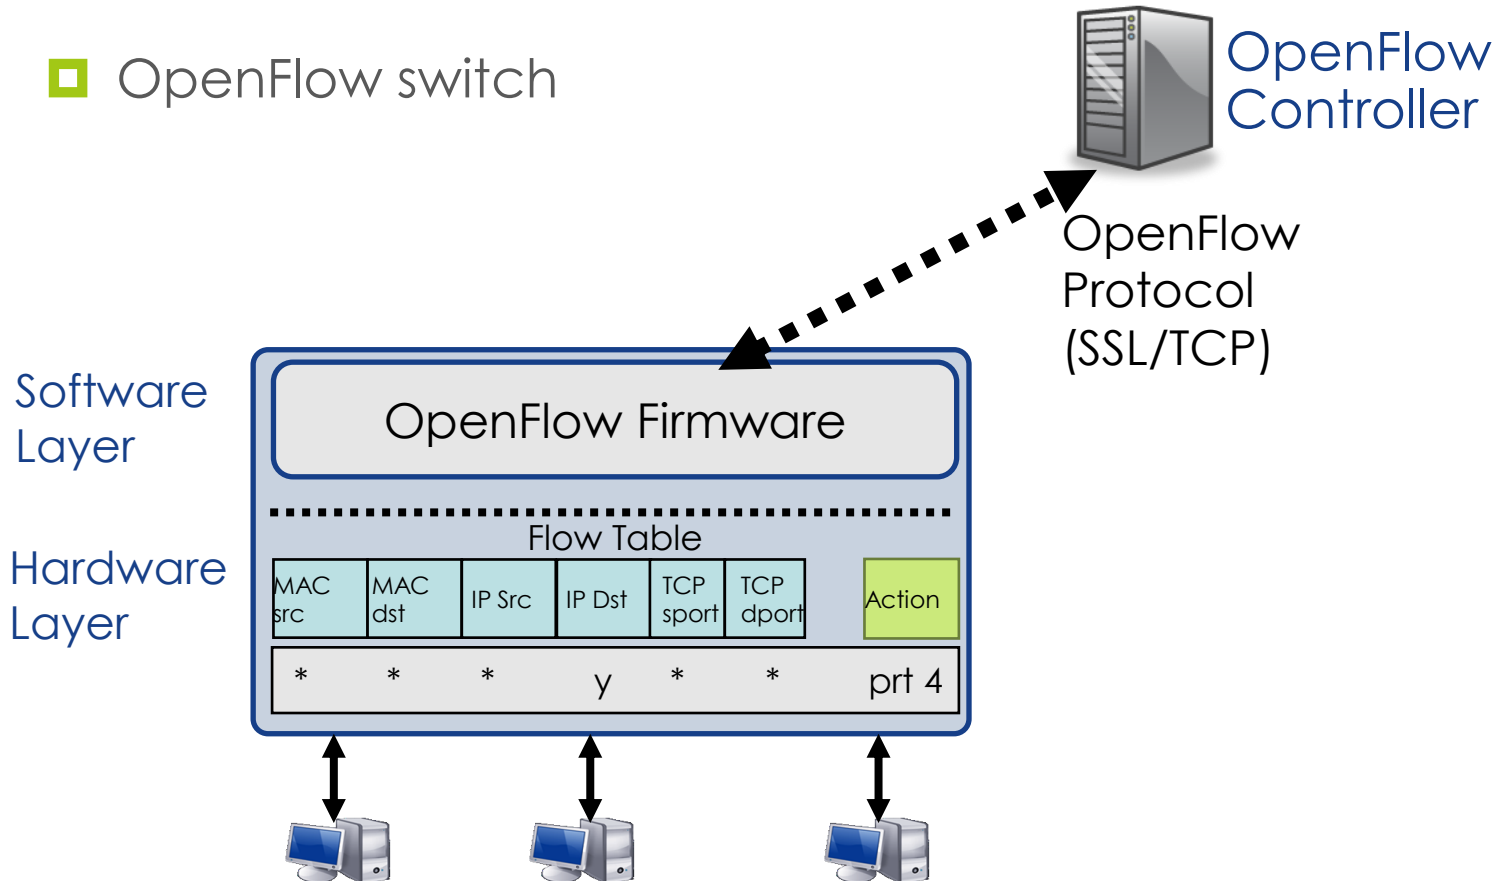 OpenFlow switch
OpenFlow
Controller
OpenFlow
Protocol
(SSL/TCP)
Software
Layer
OpenFlow Firmware
Hardware
Layer
Flow Table
MAC
src
MAC
dst
IP Src
IP Dst
TCP
sport
TCP
dport
Action
* * * y * * prt 4